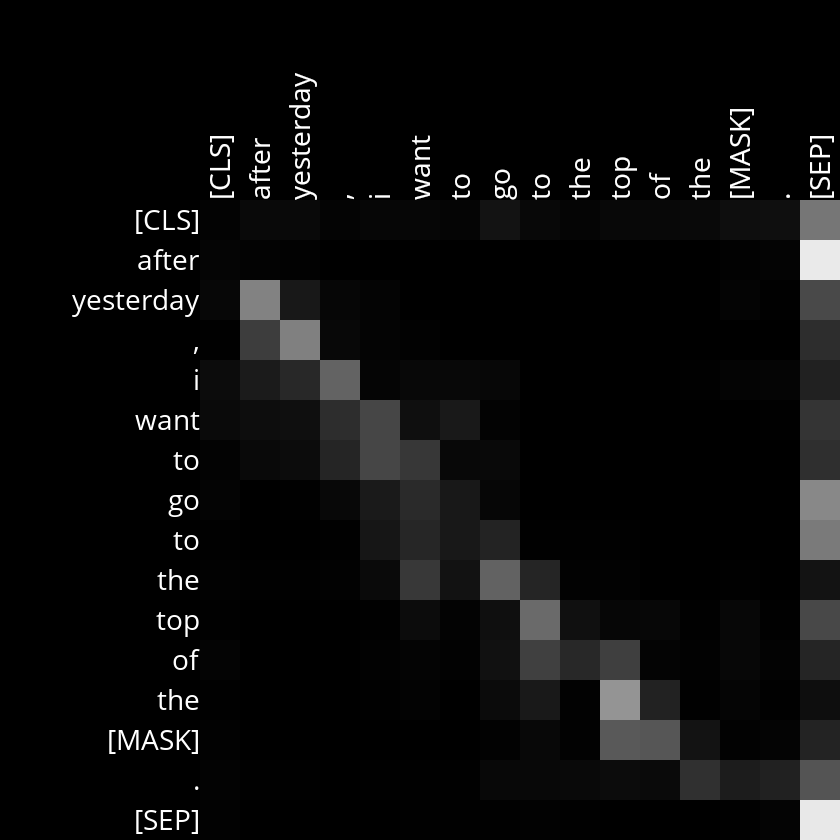 [CLS] after yesterday , i want to go to the top of the [MASK] . [SEP]
[CLS]
after
yesterday
,
i
want
to
go
to
the
top
of
the
[MASK]
.
[SEP]